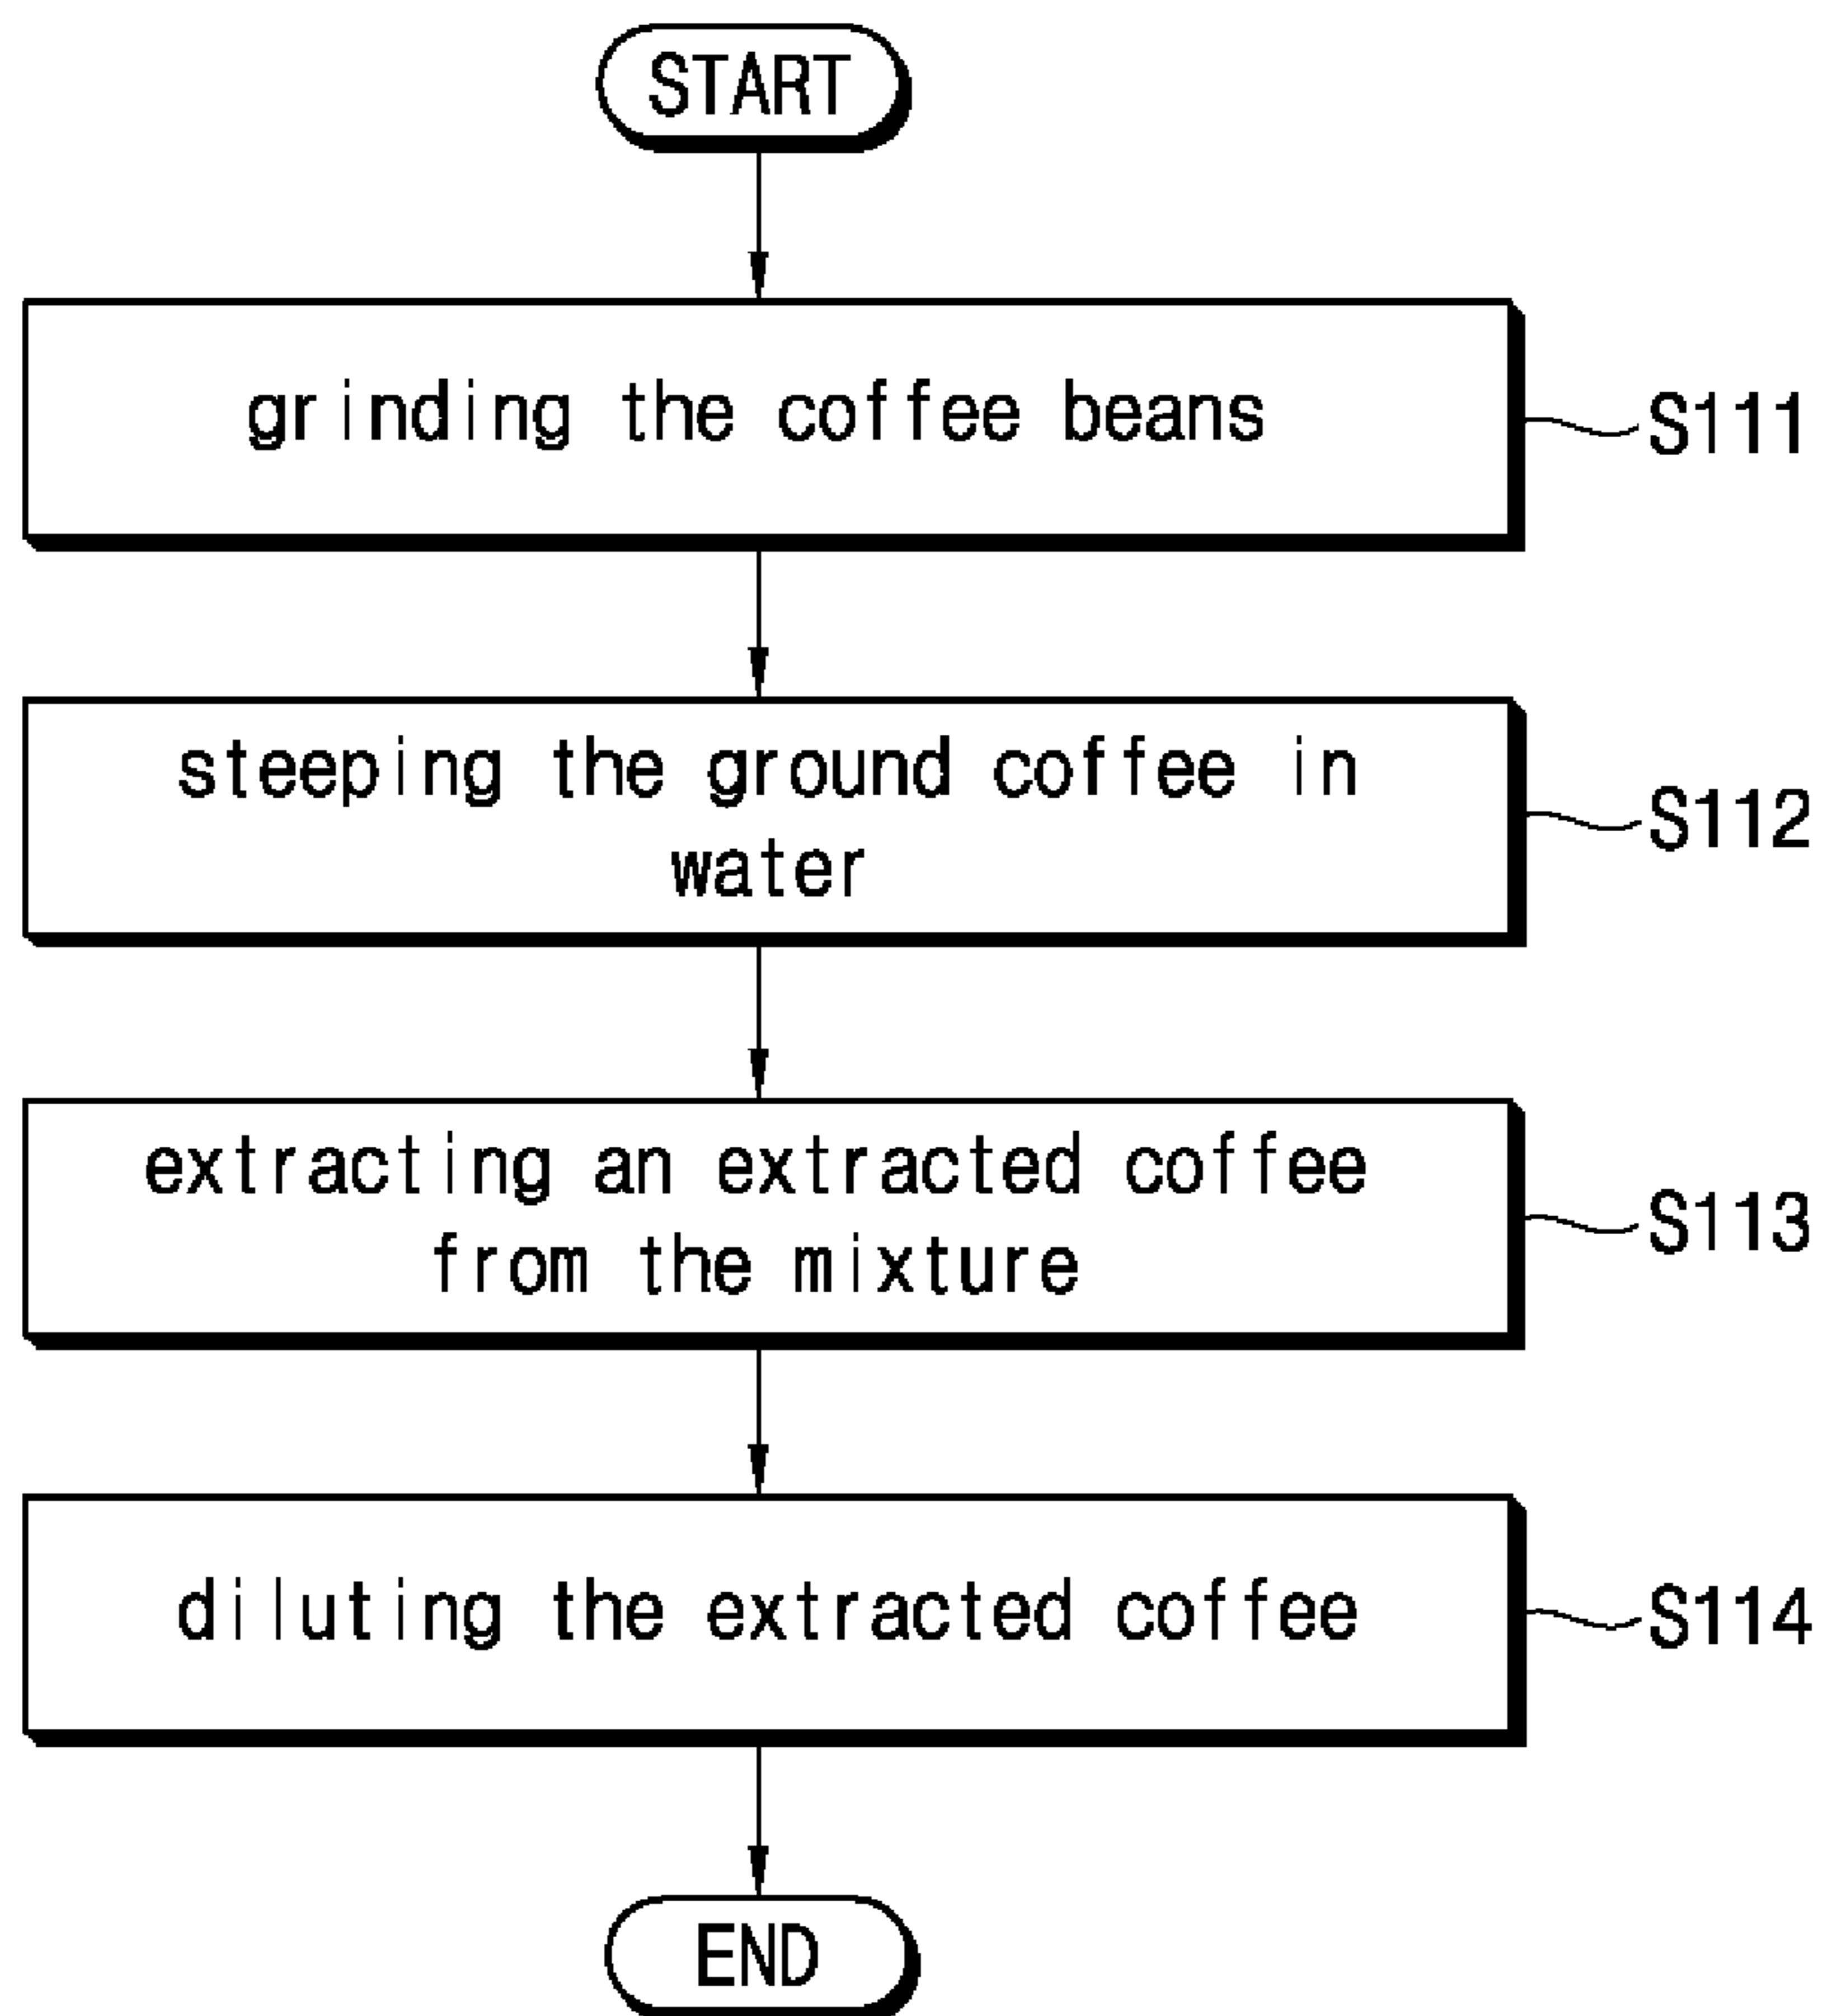 START
grinding the coffee beans
S111
steeping the ground coffee in
water
S112
extracting an extracted coffee
from the mixture
S113
diluting the extracted coffee
S114
END